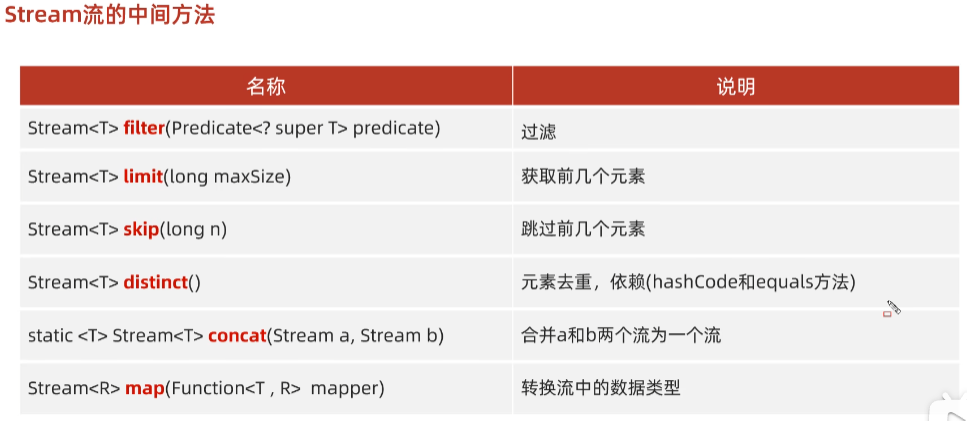 Stream流的中间方法
名称 说明
Stream<T> filter(Predicate<? super T> predicate) 过滤
Stream<T> limit(long maxSize) 获取前几个元素
Stream<T> skip(long n) 跳过前几个元素
Stream<T> distinct() 元素去重，依赖(hashCode和equals方法)
static <T> Stream<T> concat(Stream a, Stream b) 合并a和b两个流为一个流
Stream<R> map(Function<T , R> mapper) 转换流中的数据类型